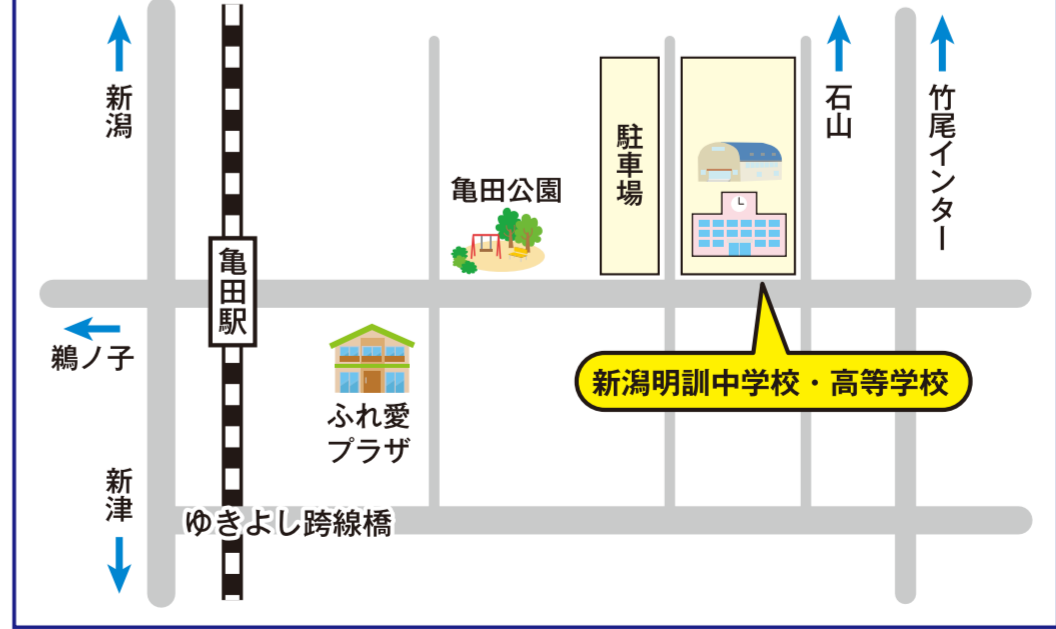 新潟
石山
竹尾インター
駐車場
亀田公園
亀田駅
鵜ノ子
新潟明訓中学校・高等学校
ふれ愛
プラザ
新津
ゆきよし跨線橋